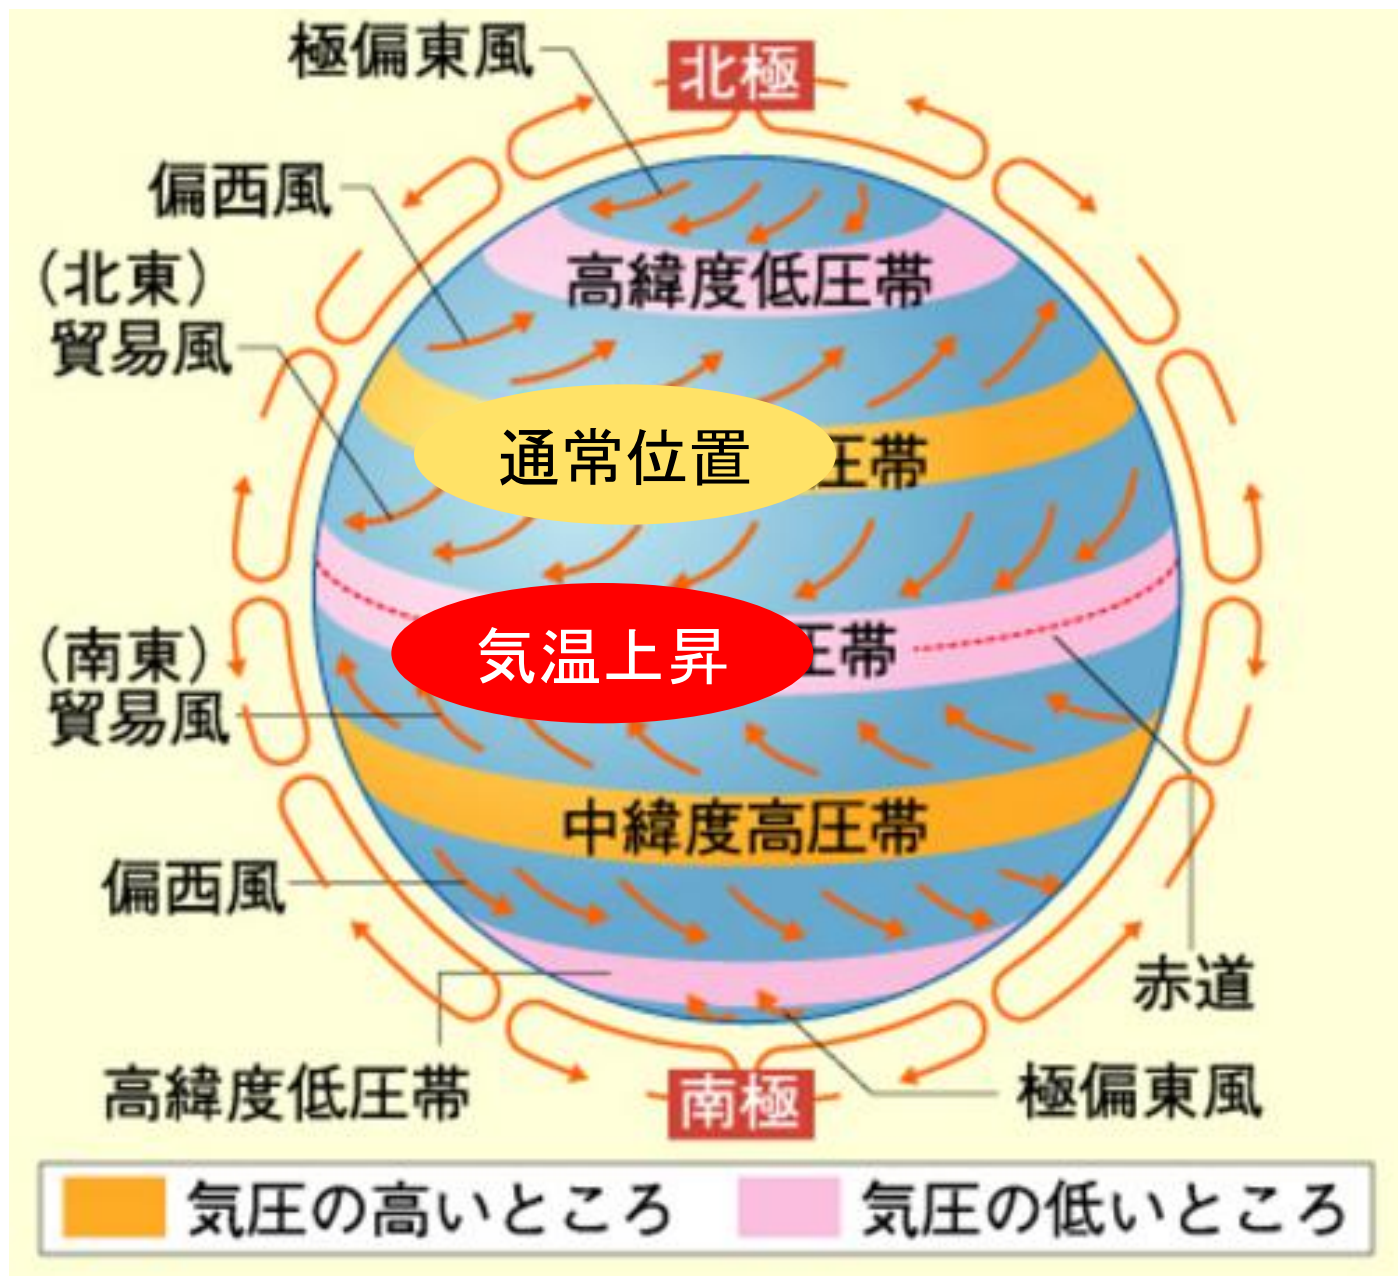 極偏東風
北極
偏西風
（北東）
貿易風
高緯度低圧帯
通常位置
圧帯
気温上昇
圧帯
（南東）
貿易風
中緯度高圧帯
偏西風
赤道
高緯度低圧帯
南極
極偏東風
気圧の高いところ
気圧の低いところ